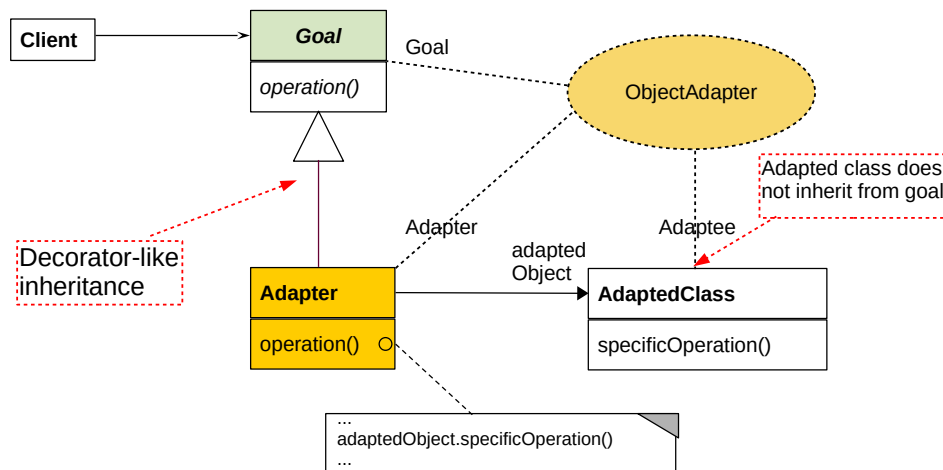 Client
Goal
operation()
Goal
ObjectAdapter
Adapted class does
not inherit from goal
Adapter
Adaptee
Decorator-like
inheritance
adapted
Object
Adapter
operation()
AdaptedClass
specificOperation()
...
adaptedObject.specificOperation()
...